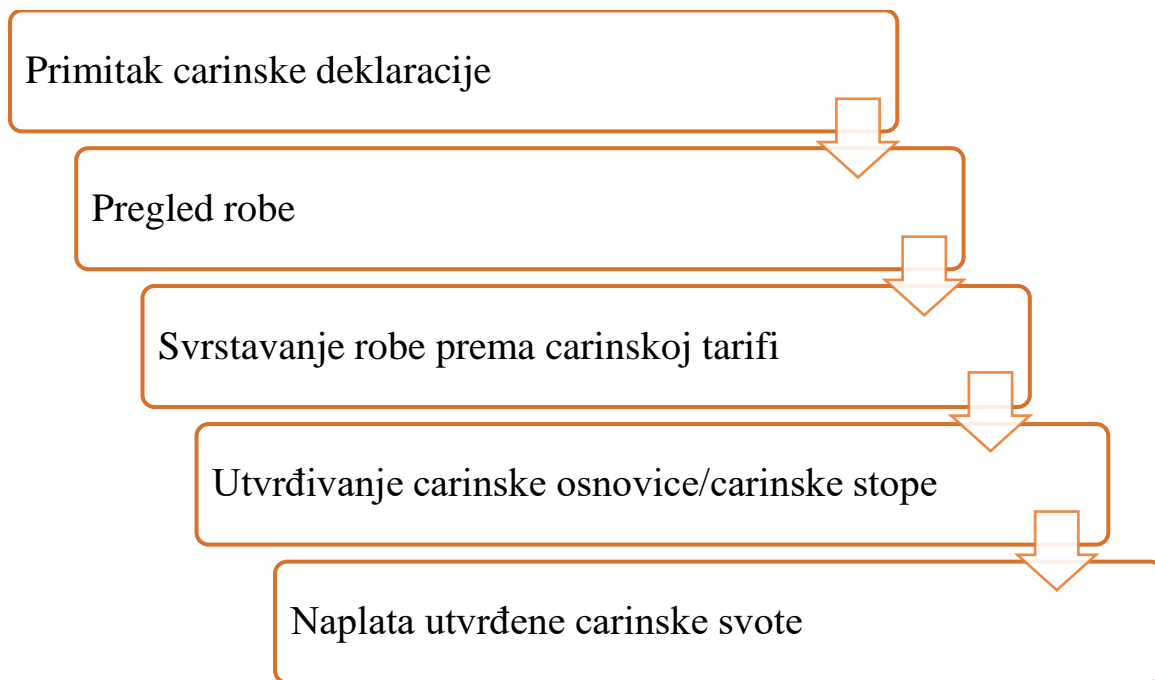 Primitak carinske deklaracije
Pregled robe
Svrstavanje robe prema carinskoj tarifi
Utvrđivanje carinske osnovice/carinske stope
Naplata utvrđene carinske svote